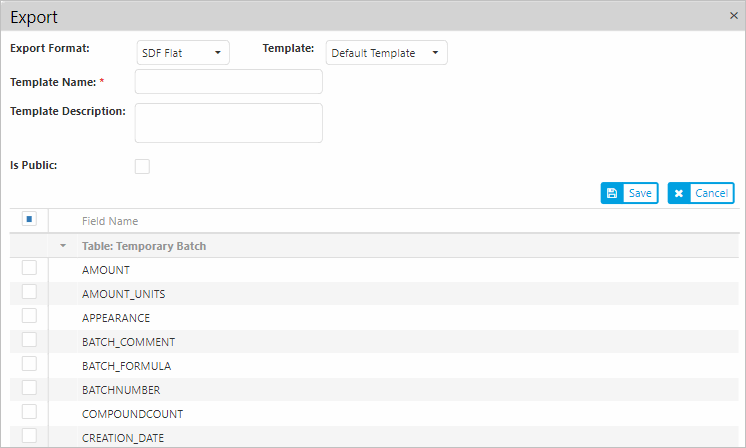 Export
Export Format: SDF Flat Template: Default Template
Template Name: *
Template Description:
Is Public:
Save Cancel
Field Name
Table: Temporary Batch
AMOUNT
AMOUNT_UNITS
APPEARANCE
BATCH_COMMENT
BATCH_FORMULA
BATCHNUMBER
COMPOUNDCOUNT
CREATION_DATE